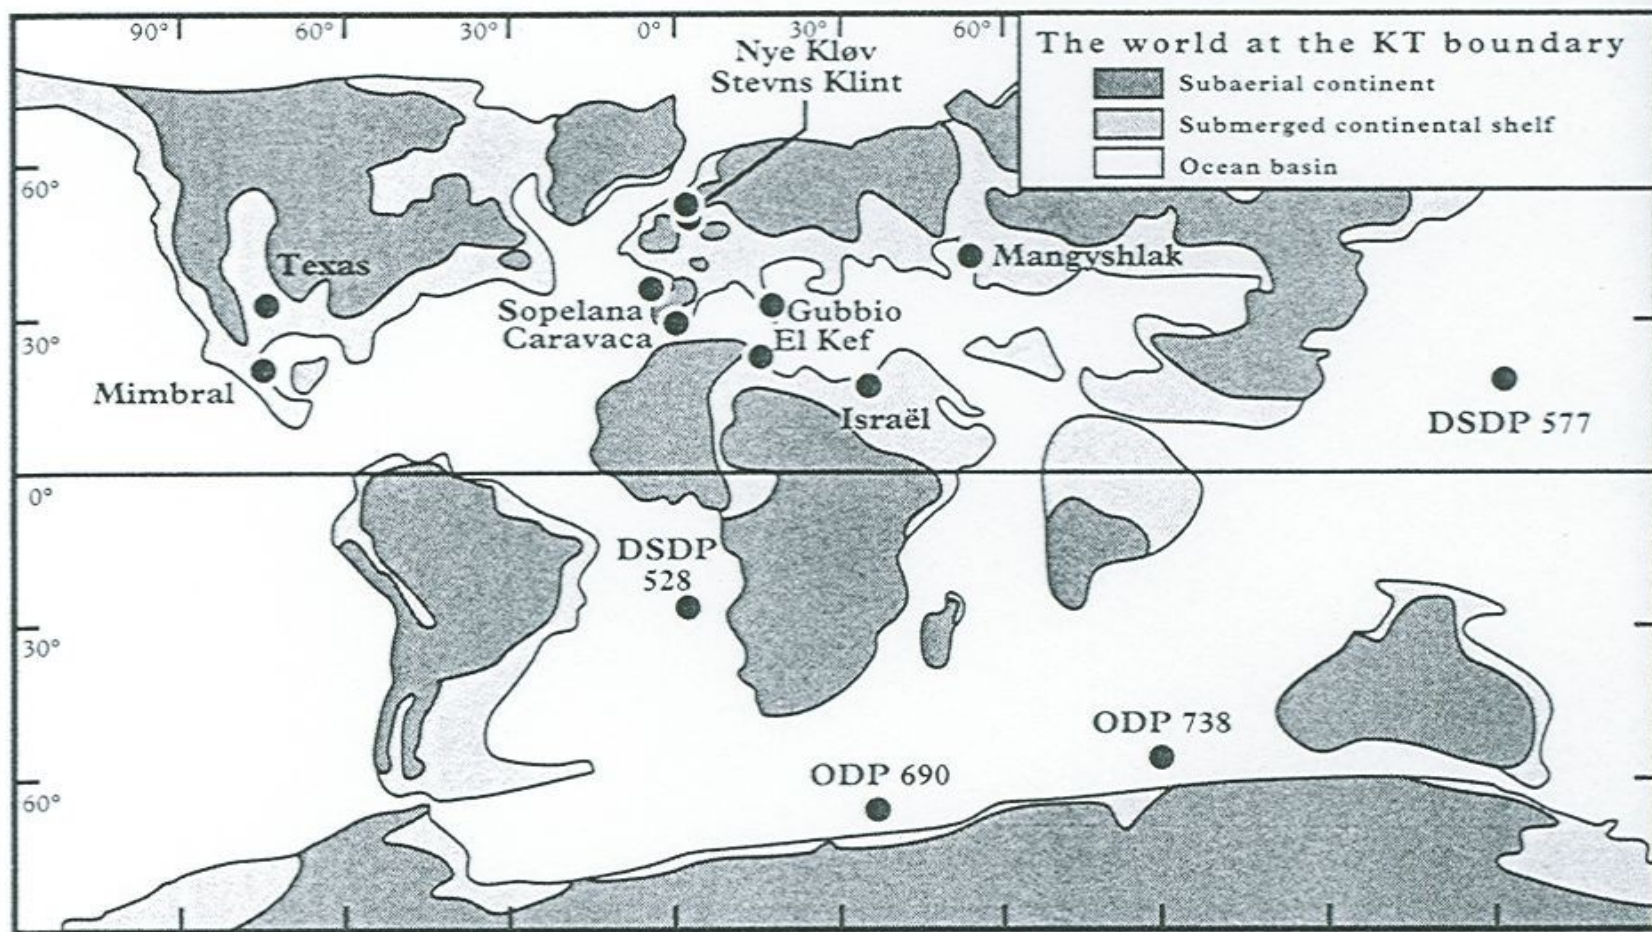 90°
60°
30°
0°
30°
60°
The world at the KT boundary
Subaerial continent
Submerged continental shelf
Ocean basin
Nye Kløv
Stevns Klint
60°
Texas
Mangyshlak
Sopelana
Caravaca
Gubbio
El Kef
30°
Mimbral
Israël
DSDP 577
0°
DSDP
528
30°
ODP 738
ODP 690
60°